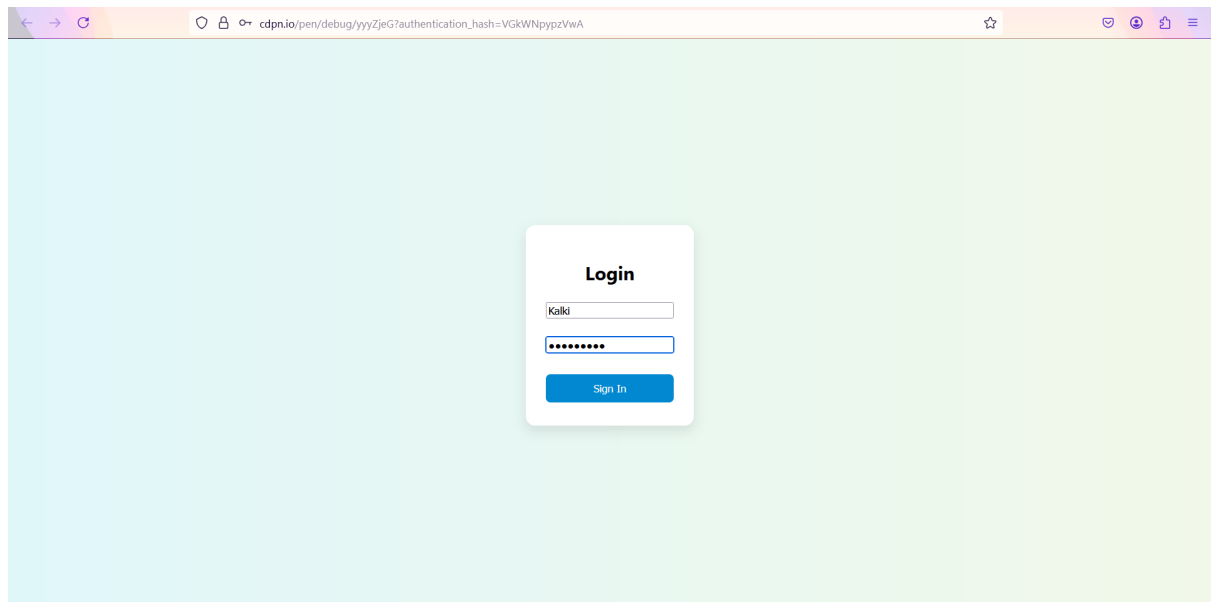 cdpn.io/pen/debug/yyyZjeG?authentication_hash=VGkWNpypzVwA
Login
Kalki
●●●●●●●●●
Sign In